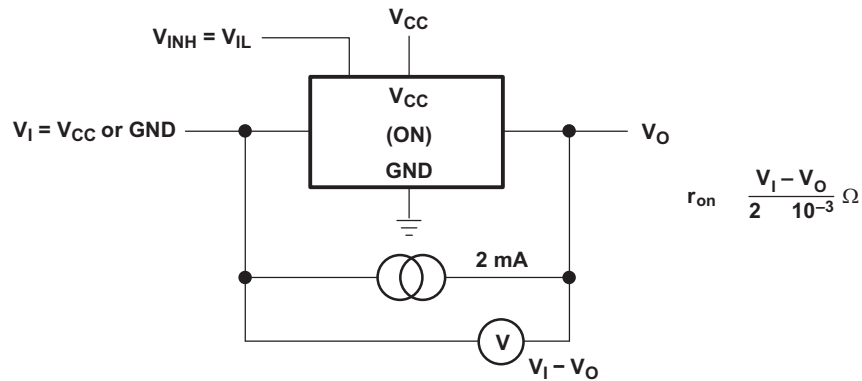 V_CC
V_INH = V_IL
V_CC
V_I = V_CC or GND
(ON)
V_O
GND
r_on V_I – V_O
2 10^–3 Ω
2 mA
V
V_I – V_O